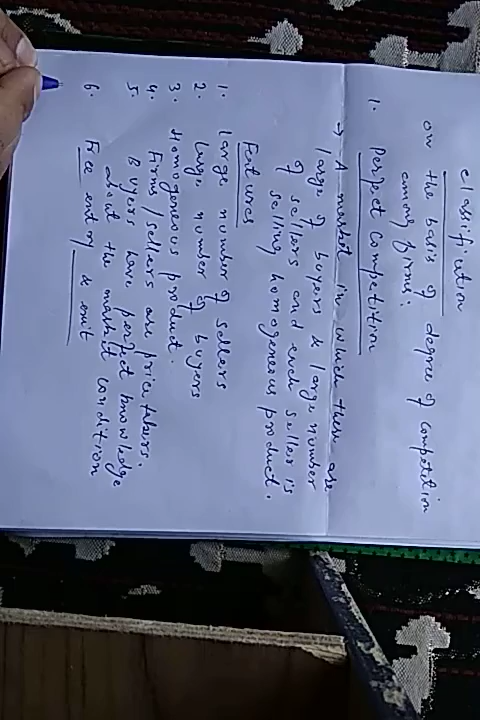 Classification
on the basis of degree of competition
among firms:
1. Perfect Competition
→ A market in which there are
large of buyers & large number
of sellers and each seller is
selling homogeneous product.
Features
1. Large number of sellers
2. Large number of buyers
3. Homogeneous product.
4. Firms/sellers are price takers.
5. Buyers have perfect knowledge
about the market condition
6. Free entry & exit